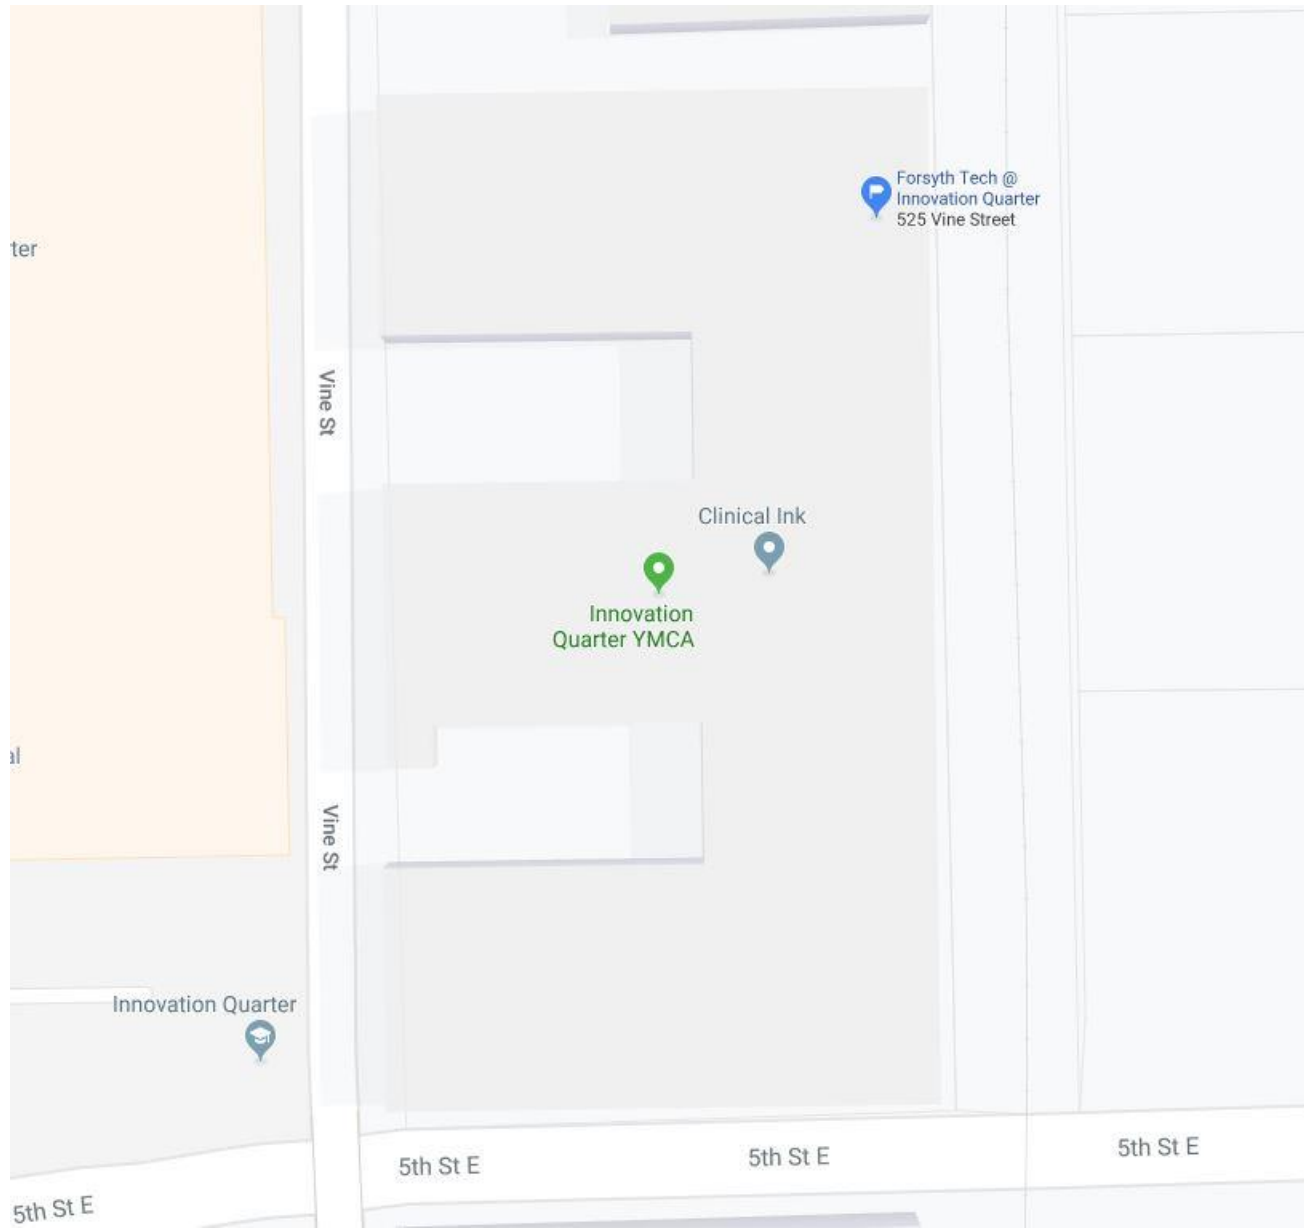 Forsyth Tech @
Innovation Quarter
525 Vine Street
ter
Vine St
Clinical Ink
Innovation
Quarter YMCA
al
Vine St
Innovation Quarter
5th St E
5th St E
5th St E
5th St E